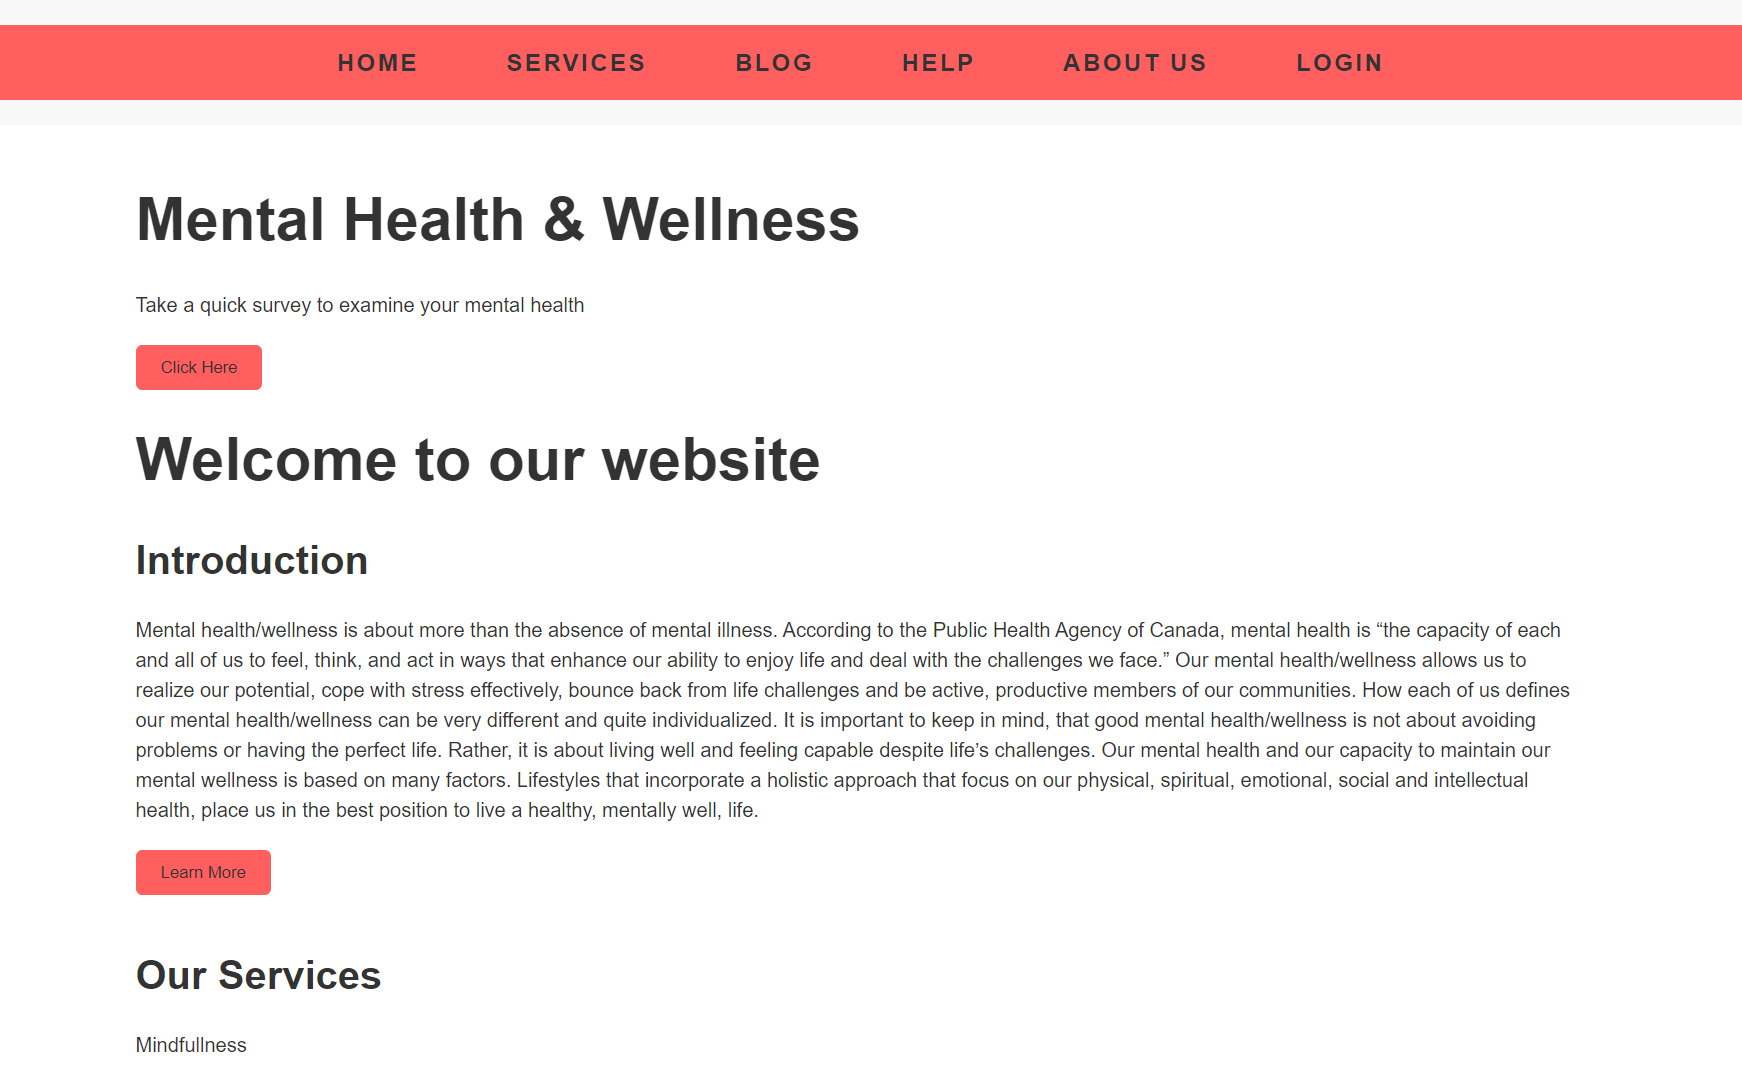 HOME SERVICES BLOG HELP ABOUT US LOGIN
Mental Health & Wellness
Take a quick survey to examine your mental health
Click Here
Welcome to our website
Introduction
Mental health/wellness is about more than the absence of mental illness. According to the Public Health Agency of Canada, mental health is “the capacity of each
and all of us to feel, think, and act in ways that enhance our ability to enjoy life and deal with the challenges we face.” Our mental health/wellness allows us to
realize our potential, cope with stress effectively, bounce back from life challenges and be active, productive members of our communities. How each of us defines
our mental health/wellness can be very different and quite individualized. It is important to keep in mind, that good mental health/wellness is not about avoiding
problems or having the perfect life. Rather, it is about living well and feeling capable despite life’s challenges. Our mental health and our capacity to maintain our
mental wellness is based on many factors. Lifestyles that incorporate a holistic approach that focus on our physical, spiritual, emotional, social and intellectual
health, place us in the best position to live a healthy, mentally well, life.
Learn More
Our Services
Mindfullness